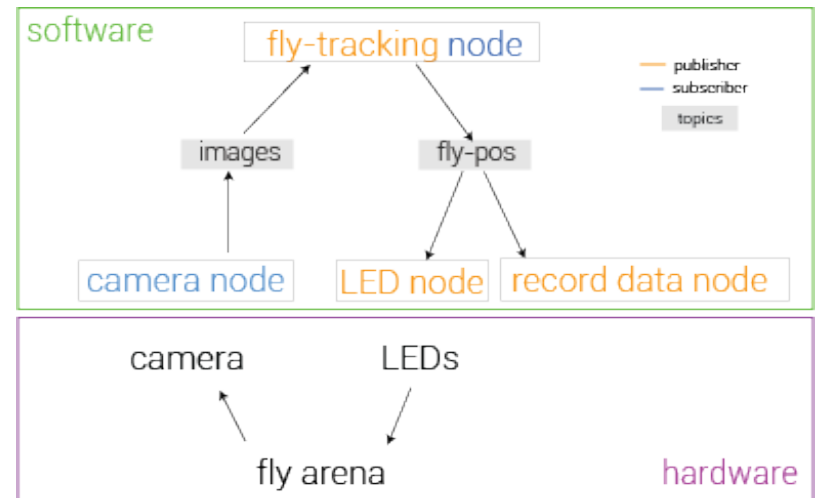 software
fly-tracking node
publisher
subscriber
topics
images
fly-pos
camera node
LED node
record data node
camera
LEDs
fly arena
hardware